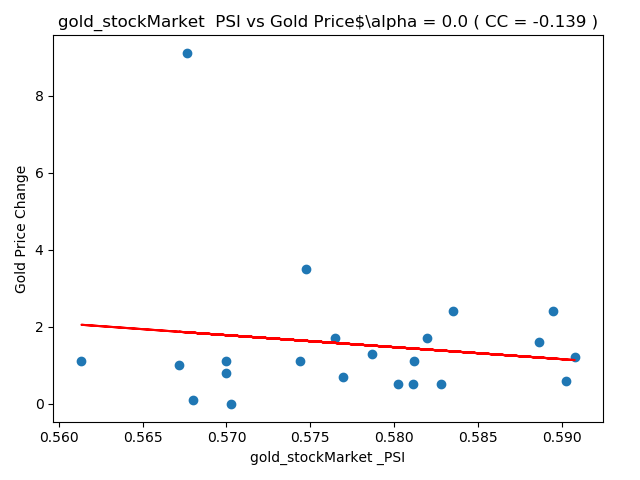 gold_stockMarket  PSI vs Gold Price$\alpha = 0.0 ( CC = -0.139 )
8
6
4
2
0
Gold Price Change
0.560 0.565 0.570 0.575 0.580 0.585 0.590
gold_stockMarket _PSI